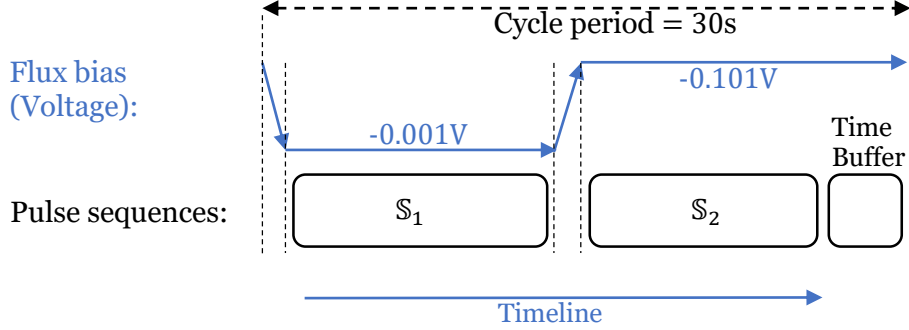 Cycle period = 30s
Flux bias
(Voltage):
-0.101V
-0.001V
Time
Buffer
Pulse sequences:
𝕊₁
𝕊₂
Timeline